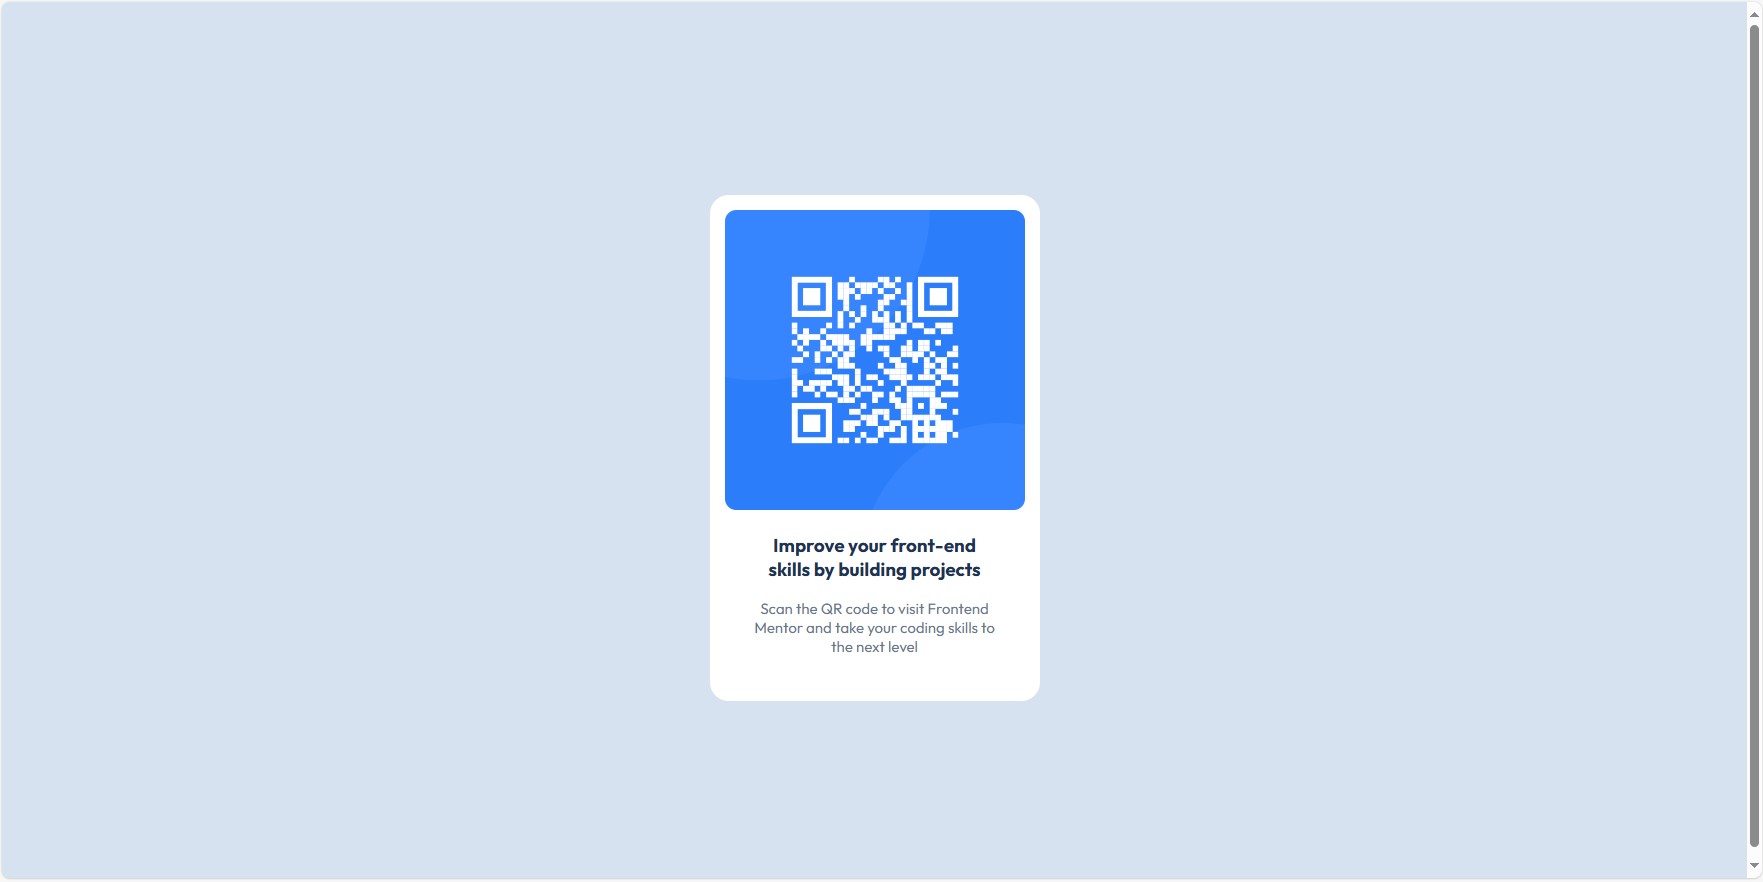 Improve your front-end
skills by building projects
Scan the QR code to visit Frontend
Mentor and take your coding skills to
the next level